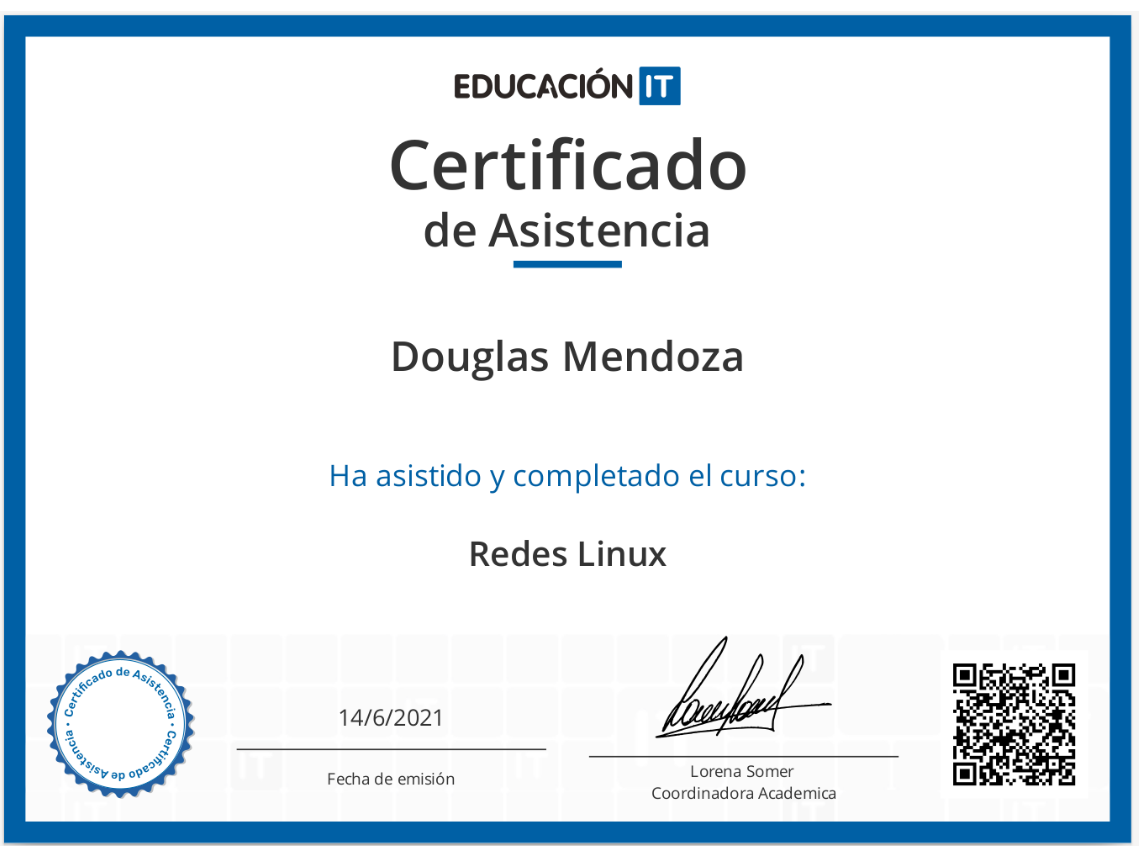 EDUCACIÓN IT
Certificado
de Asistencia
Douglas Mendoza
Ha asistido y completado el curso:
Redes Linux
Certificado de Asistencia • Certificado de Asistencia •
14/6/2021
Fecha de emisión
Lorena Somer
Coordinadora Academica